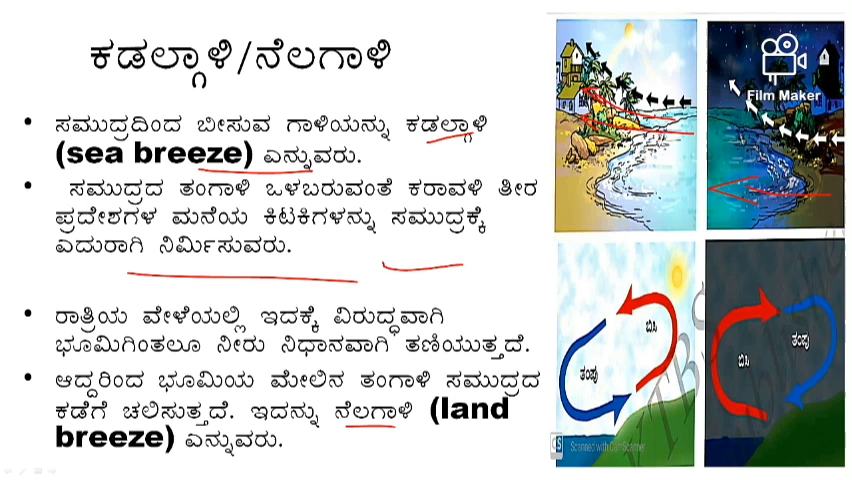 ಕಡಲ್ಗಾಳಿ/ನೆಲಗಾಳಿ
• ಸಮುದ್ರದಿಂದ ಬೀಸುವ ಗಾಳಿಯನ್ನು ಕಡಲ್ಗಾಳಿ
(sea breeze) ಎನ್ನುವರು.
• ಸಮುದ್ರದ ತಂಗಾಳಿ ಒಳಬರುವಂತೆ ಕರಾವಳಿ ತೀರ
ಪ್ರದೇಶಗಳ ಮನೆಯ ಕಿಟಕಿಗಳನ್ನು ಸಮುದ್ರಕ್ಕೆ
ಎದುರಾಗಿ ನಿರ್ಮಿಸುವರು.
• ರಾತ್ರಿಯ ವೇಳೆಯಲ್ಲಿ ಇದಕ್ಕೆ ವಿರುದ್ಧವಾಗಿ
ಭೂಮಿಗಿಂತಲೂ ನೀರು ನಿಧಾನವಾಗಿ ತಣಿಯುತ್ತದೆ.
• ಆದ್ದರಿಂದ ಭೂಮಿಯ ಮೇಲಿನ ತಂಗಾಳಿ ಸಮುದ್ರದ
ಕಡೆಗೆ ಚಲಿಸುತ್ತದೆ. ಇದನ್ನು ನೆಲಗಾಳಿ (land
breeze) ಎನ್ನುವರು.
Film Maker
ಬಿಸಿ
ತಂಪು
ತಂಪು
ಬಿಸಿ
CS Scanned with CamScanner